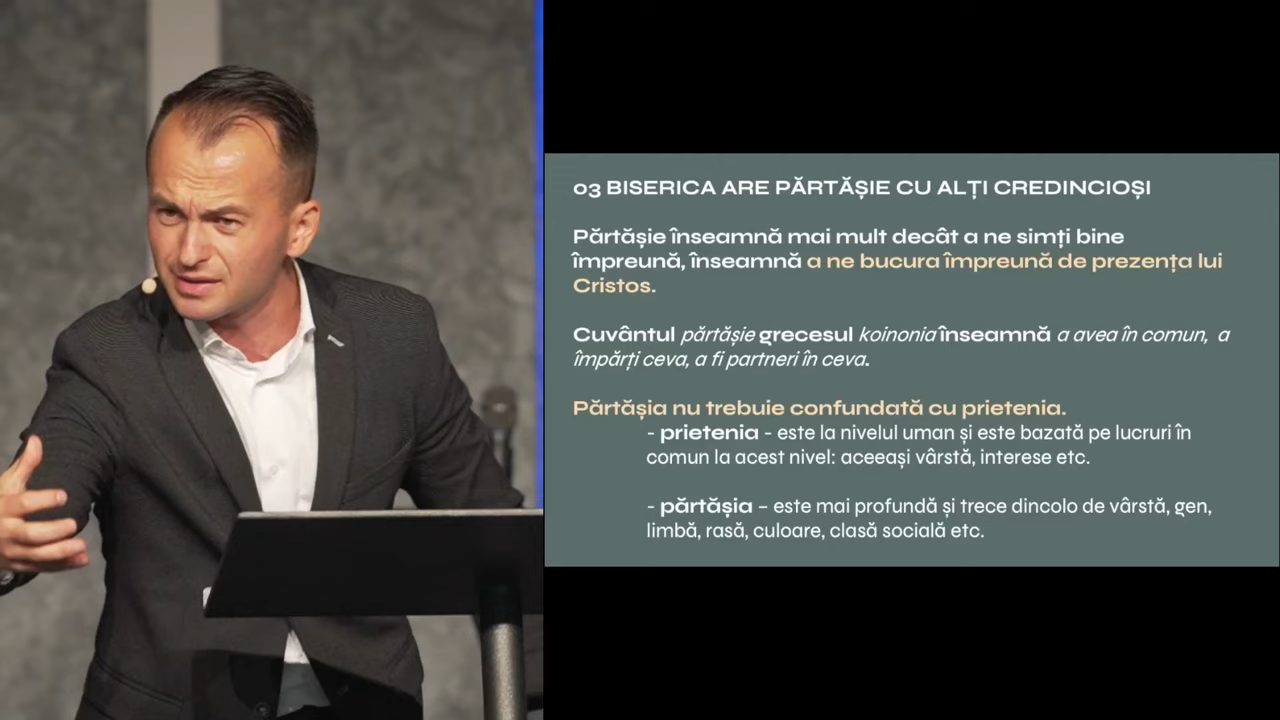 03 BISERICA ARE PĂRTĂȘIE CU ALȚI CREDINCIOȘI
Părtășie înseamnă mai mult decât a ne simți bine
împreună, înseamnă a ne bucura împreună de prezența lui
Cristos.
Cuvântul părtășie grecesul koinonia înseamnă a avea în comun, a
împărți ceva, a fi parteneri în ceva.
Părtășia nu trebuie confundată cu prietenia.
- prietenia - este la nivelul uman și este bazată pe lucruri în
comun la acest nivel: aceeași vârstă, interese etc.
- părtășia – este mai profundă și trece dincolo de vârstă, gen,
limbă, rasă, culoare, clasă socială etc.